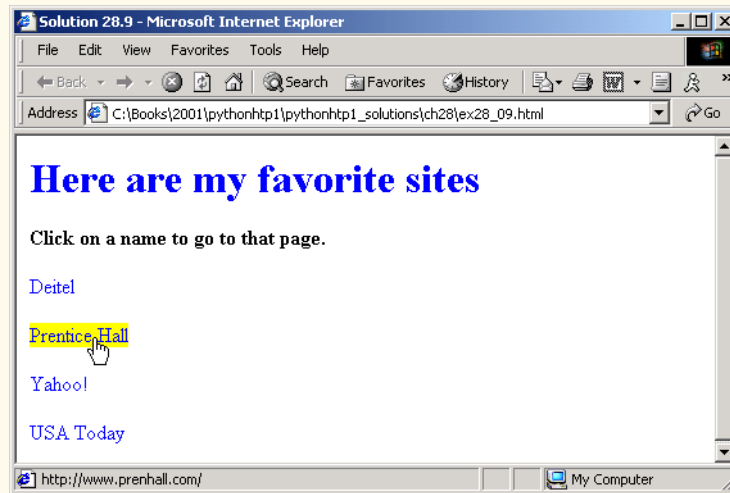 Solution 28.9 - Microsoft Internet Explorer
File Edit View Favorites Tools Help
Back Search Favorites History »
Address C:\Books\2001\pythonhtp1\pythonhtp1_solutions\ch28\ex28_09.html Go
Here are my favorite sites
Click on a name to go to that page.
Deitel
Prentice Hall
Yahoo!
USA Today
http://www.prenhall.com/ My Computer